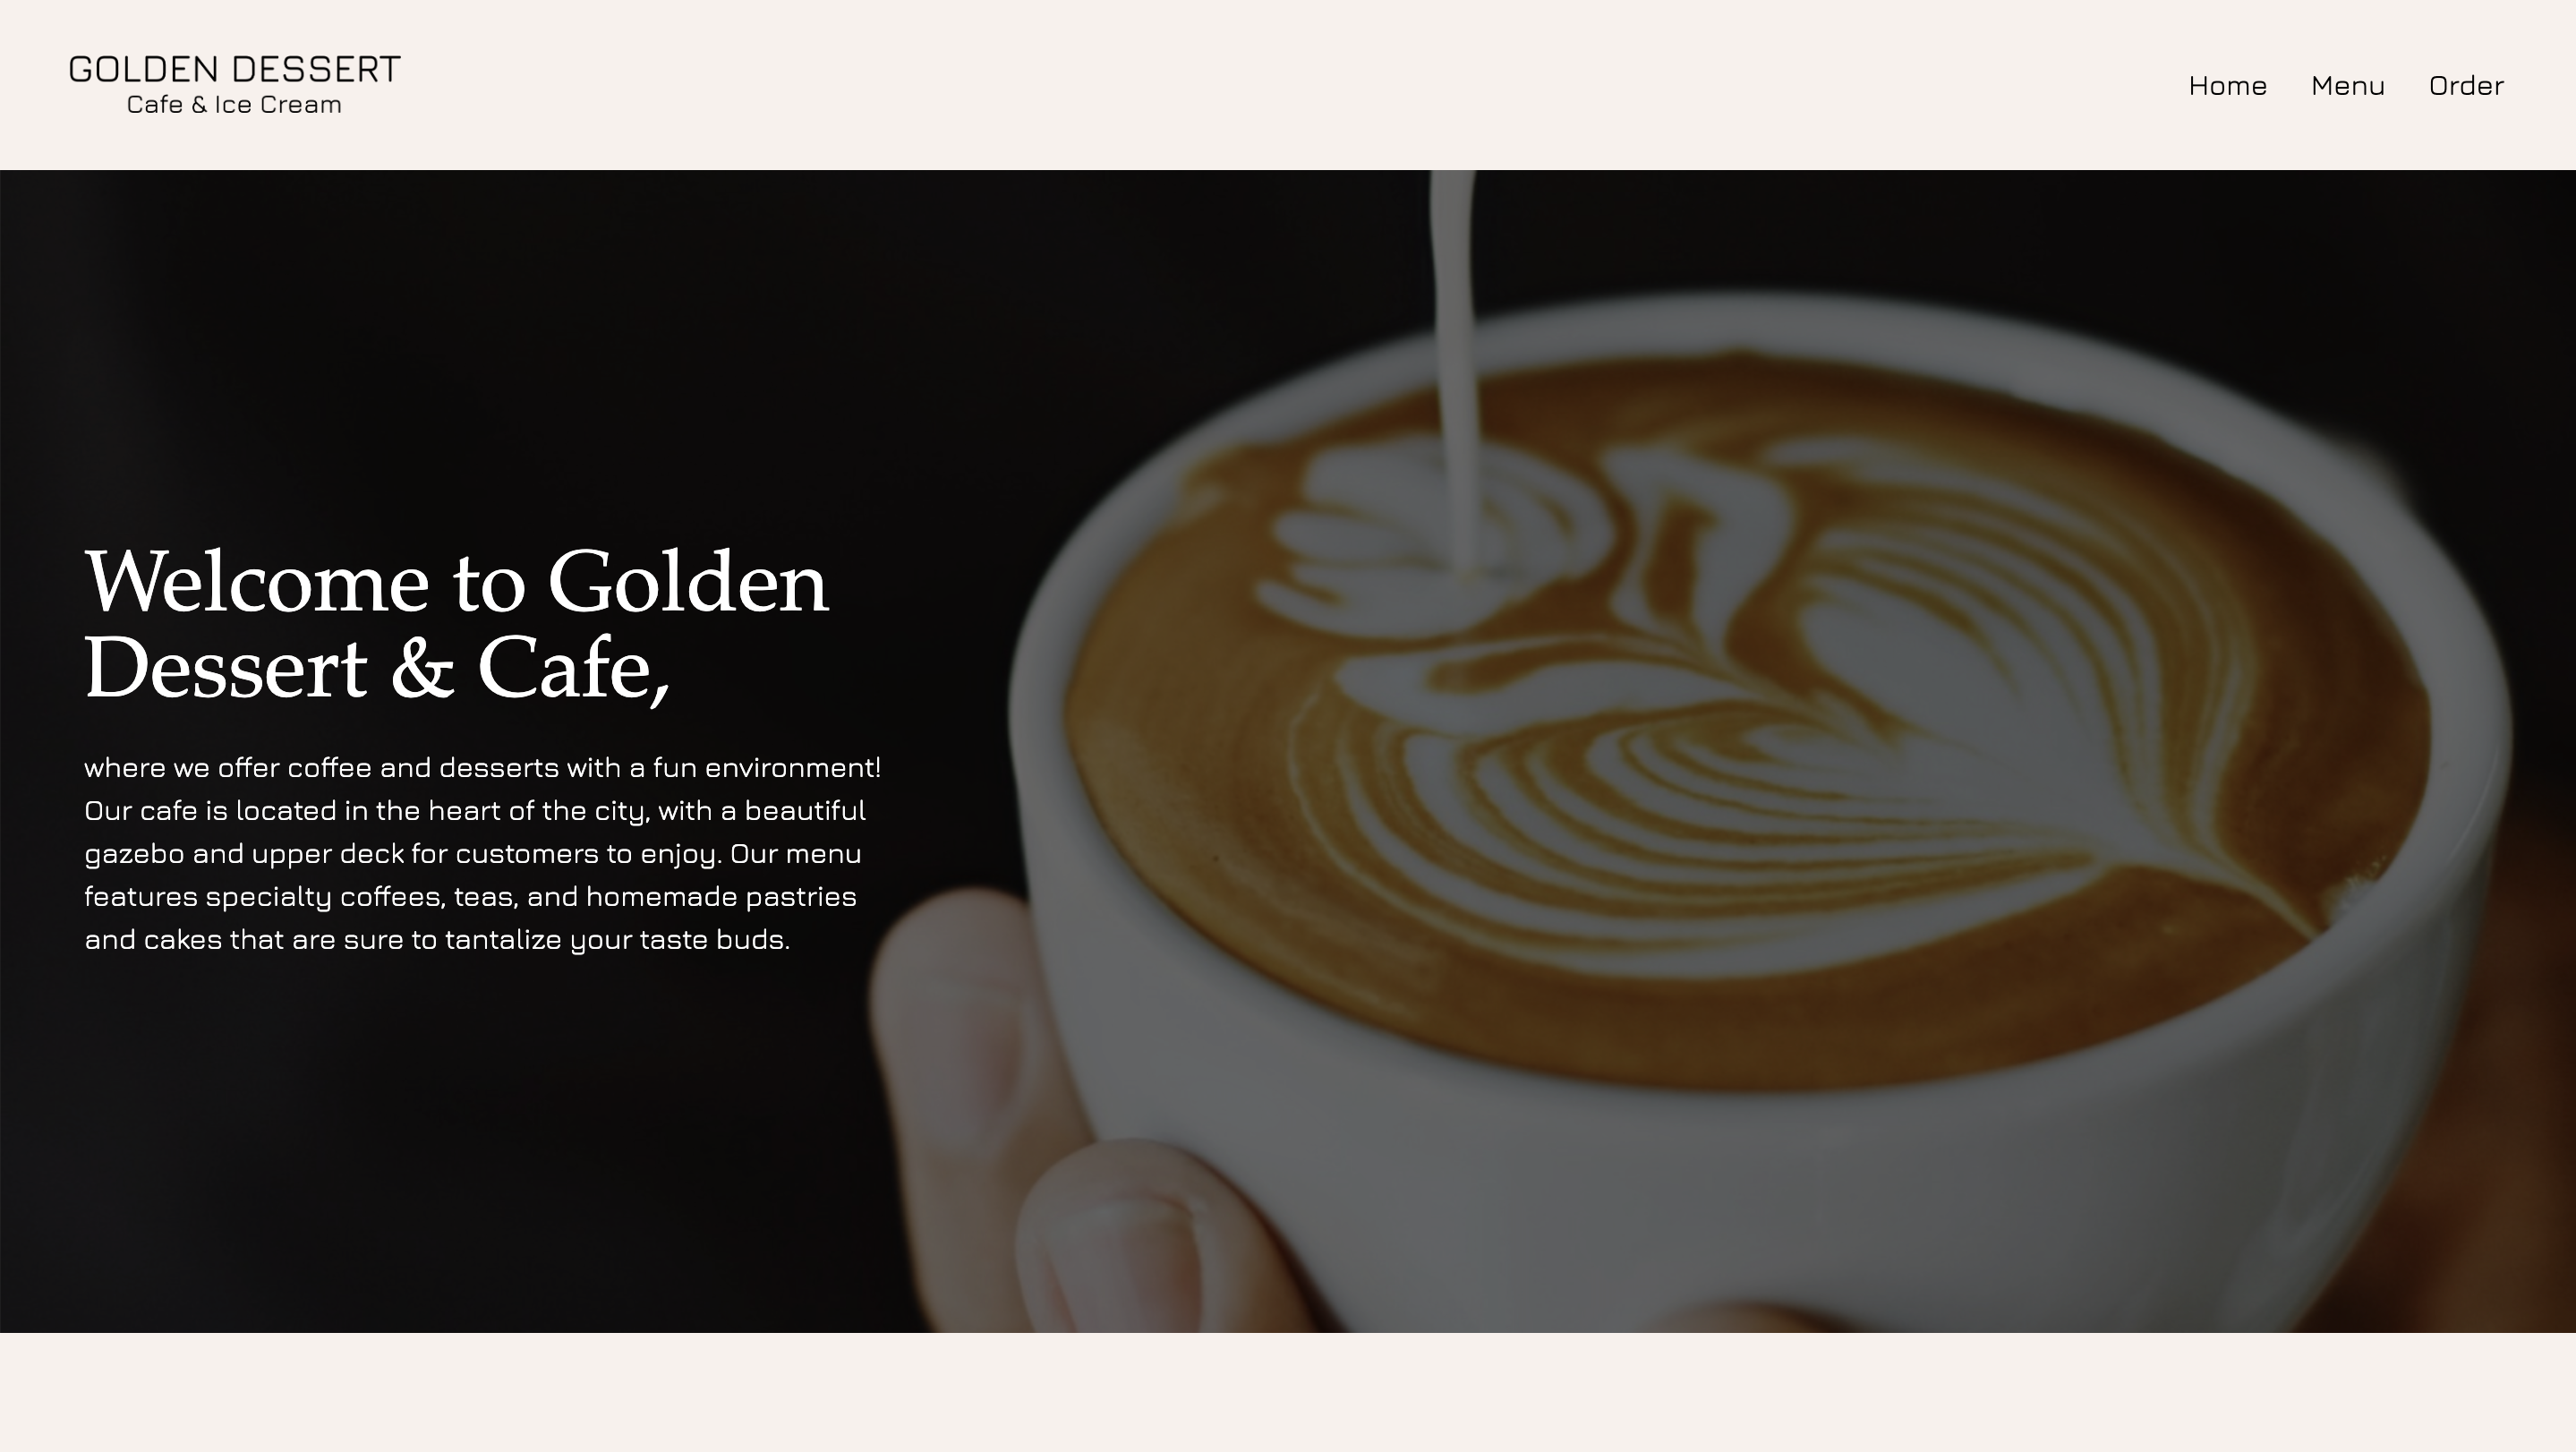 GOLDEN DESSERT
Cafe & Ice Cream
Home Menu Order
Welcome to Golden
Dessert & Cafe,
where we offer coffee and desserts with a fun environment!
Our cafe is located in the heart of the city, with a beautiful
gazebo and upper deck for customers to enjoy. Our menu
features specialty coffees, teas, and homemade pastries
and cakes that are sure to tantalize your taste buds.